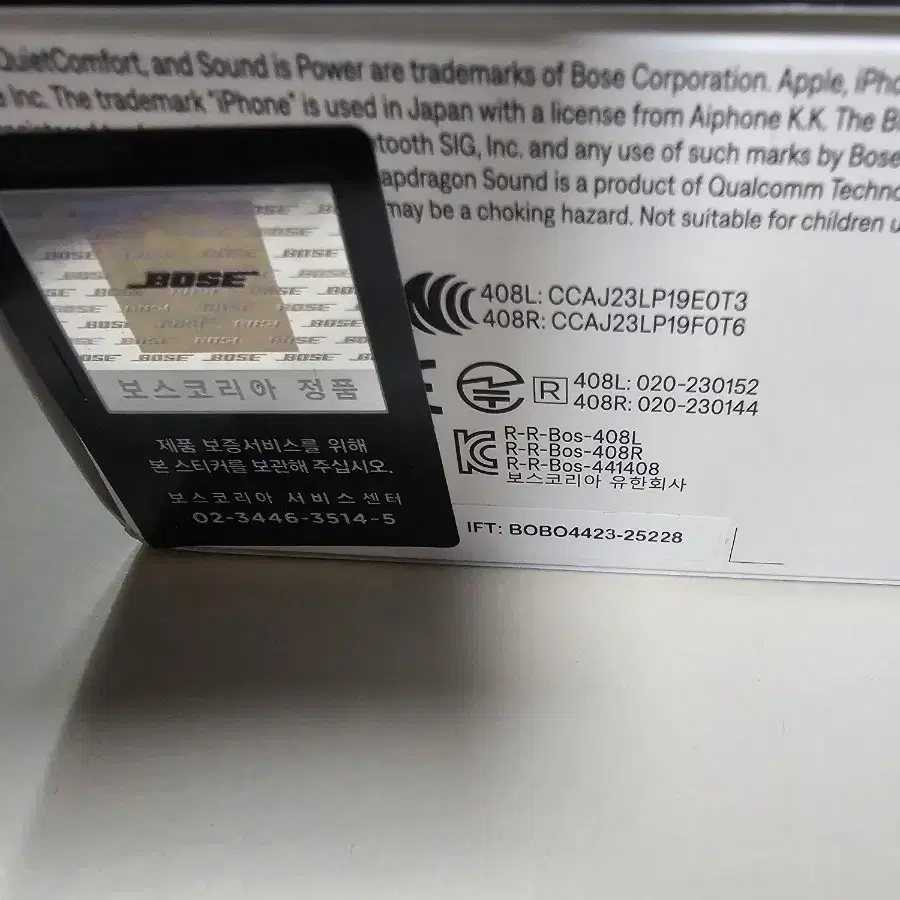 QuietComfort, and Sound is Power are trademarks of Bose Corporation. Apple,
Inc. The trademark "iPhone" is used in Japan with a license from Aiphone K.K. The
SIG, Inc. and any use of such marks by Bose
Sound is a product of Qualcomm
may be a choking hazard. Not suitable for children
BOSE
보스코리아 정품
제품 보증서비스를 위해
본 스티커를 보관해 주십시오.
보스코리아 서비스 센터
02-3446-3514-5
408L: CCAJ23LP19E0T3
408R: CCAJ23LP19F0T6
R 408L: 020-230152
408R: 020-230144
R-R-Bos-408L
R-R-Bos-408R
R-R-Bos-441408
보스코리아 유한회사
IFT: BOBO4423-25228